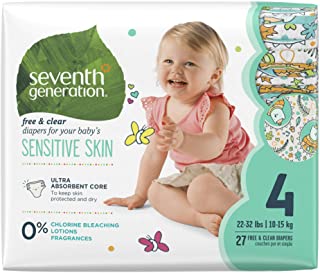 seventh
generation.
free & clear
diapers for your baby's
SENSITIVE SKIN
ULTRA
ABSORBENT CORE
To keep skin
protected and dry
0% CHLORINE BLEACHING
LOTIONS
FRAGRANCES
4
22-32 lbs | 10-15 kg
27 FREE & CLEAR DIAPERS